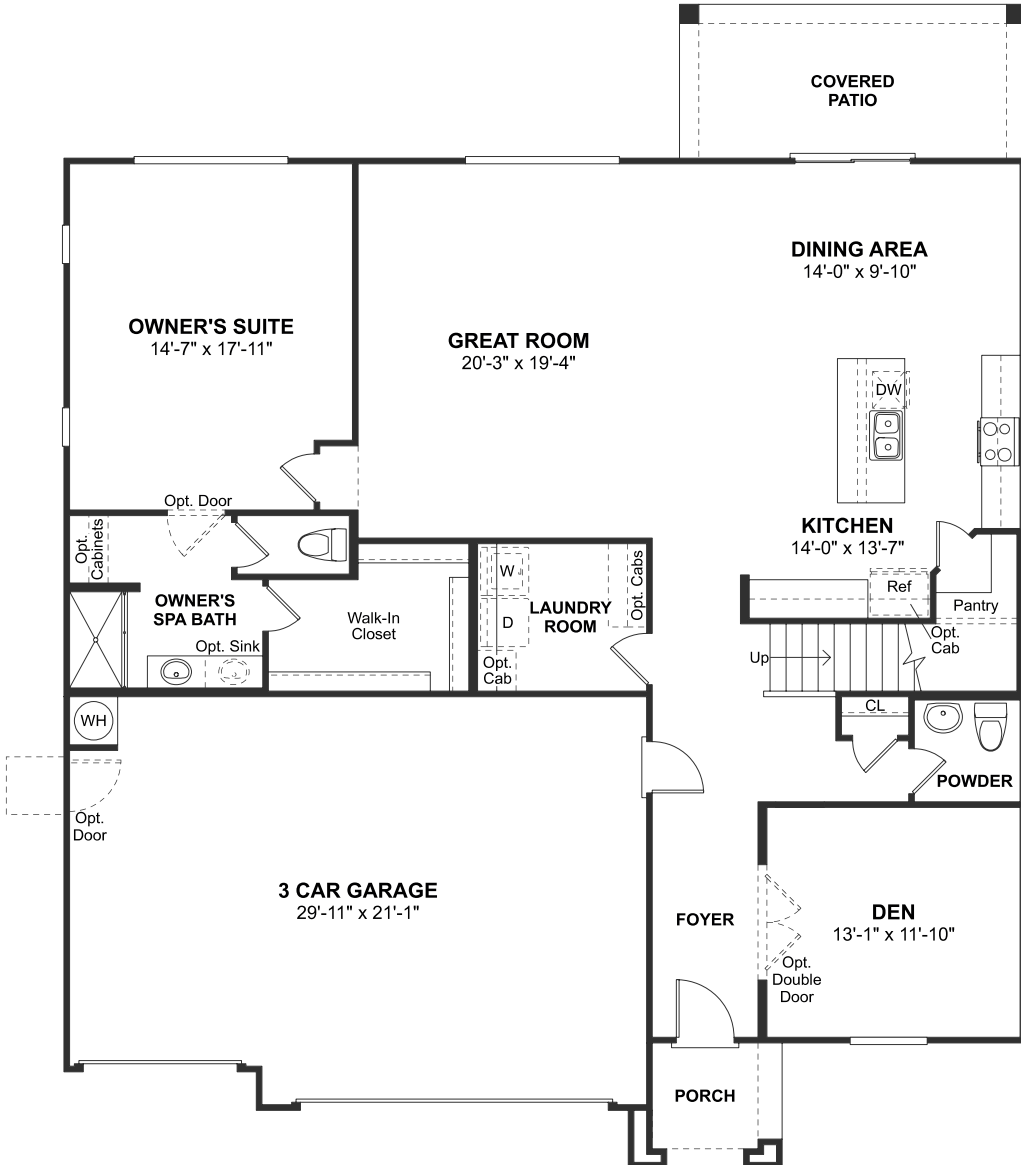 COVERED
PATIO
DINING AREA
14'-0" x 9'-10"
OWNER'S SUITE
14'-7" x 17'-11"
GREAT ROOM
20'-3" x 19'-4"
DW
Opt. Door
Opt.
Cabinets
KITCHEN
14'-0" x 13'-7"
OWNER'S
SPA BATH
Opt. Sink
Walk-In
Closet
W
D
Opt.
Cab
LAUNDRY
ROOM
Opt. Cabs
Ref
Pantry
Opt.
Cab
Up
CL
WH
POWDER
Opt.
Door
3 CAR GARAGE
29'-11" x 21'-1"
FOYER
DEN
13'-1" x 11'-10"
Opt.
Double
Door
PORCH